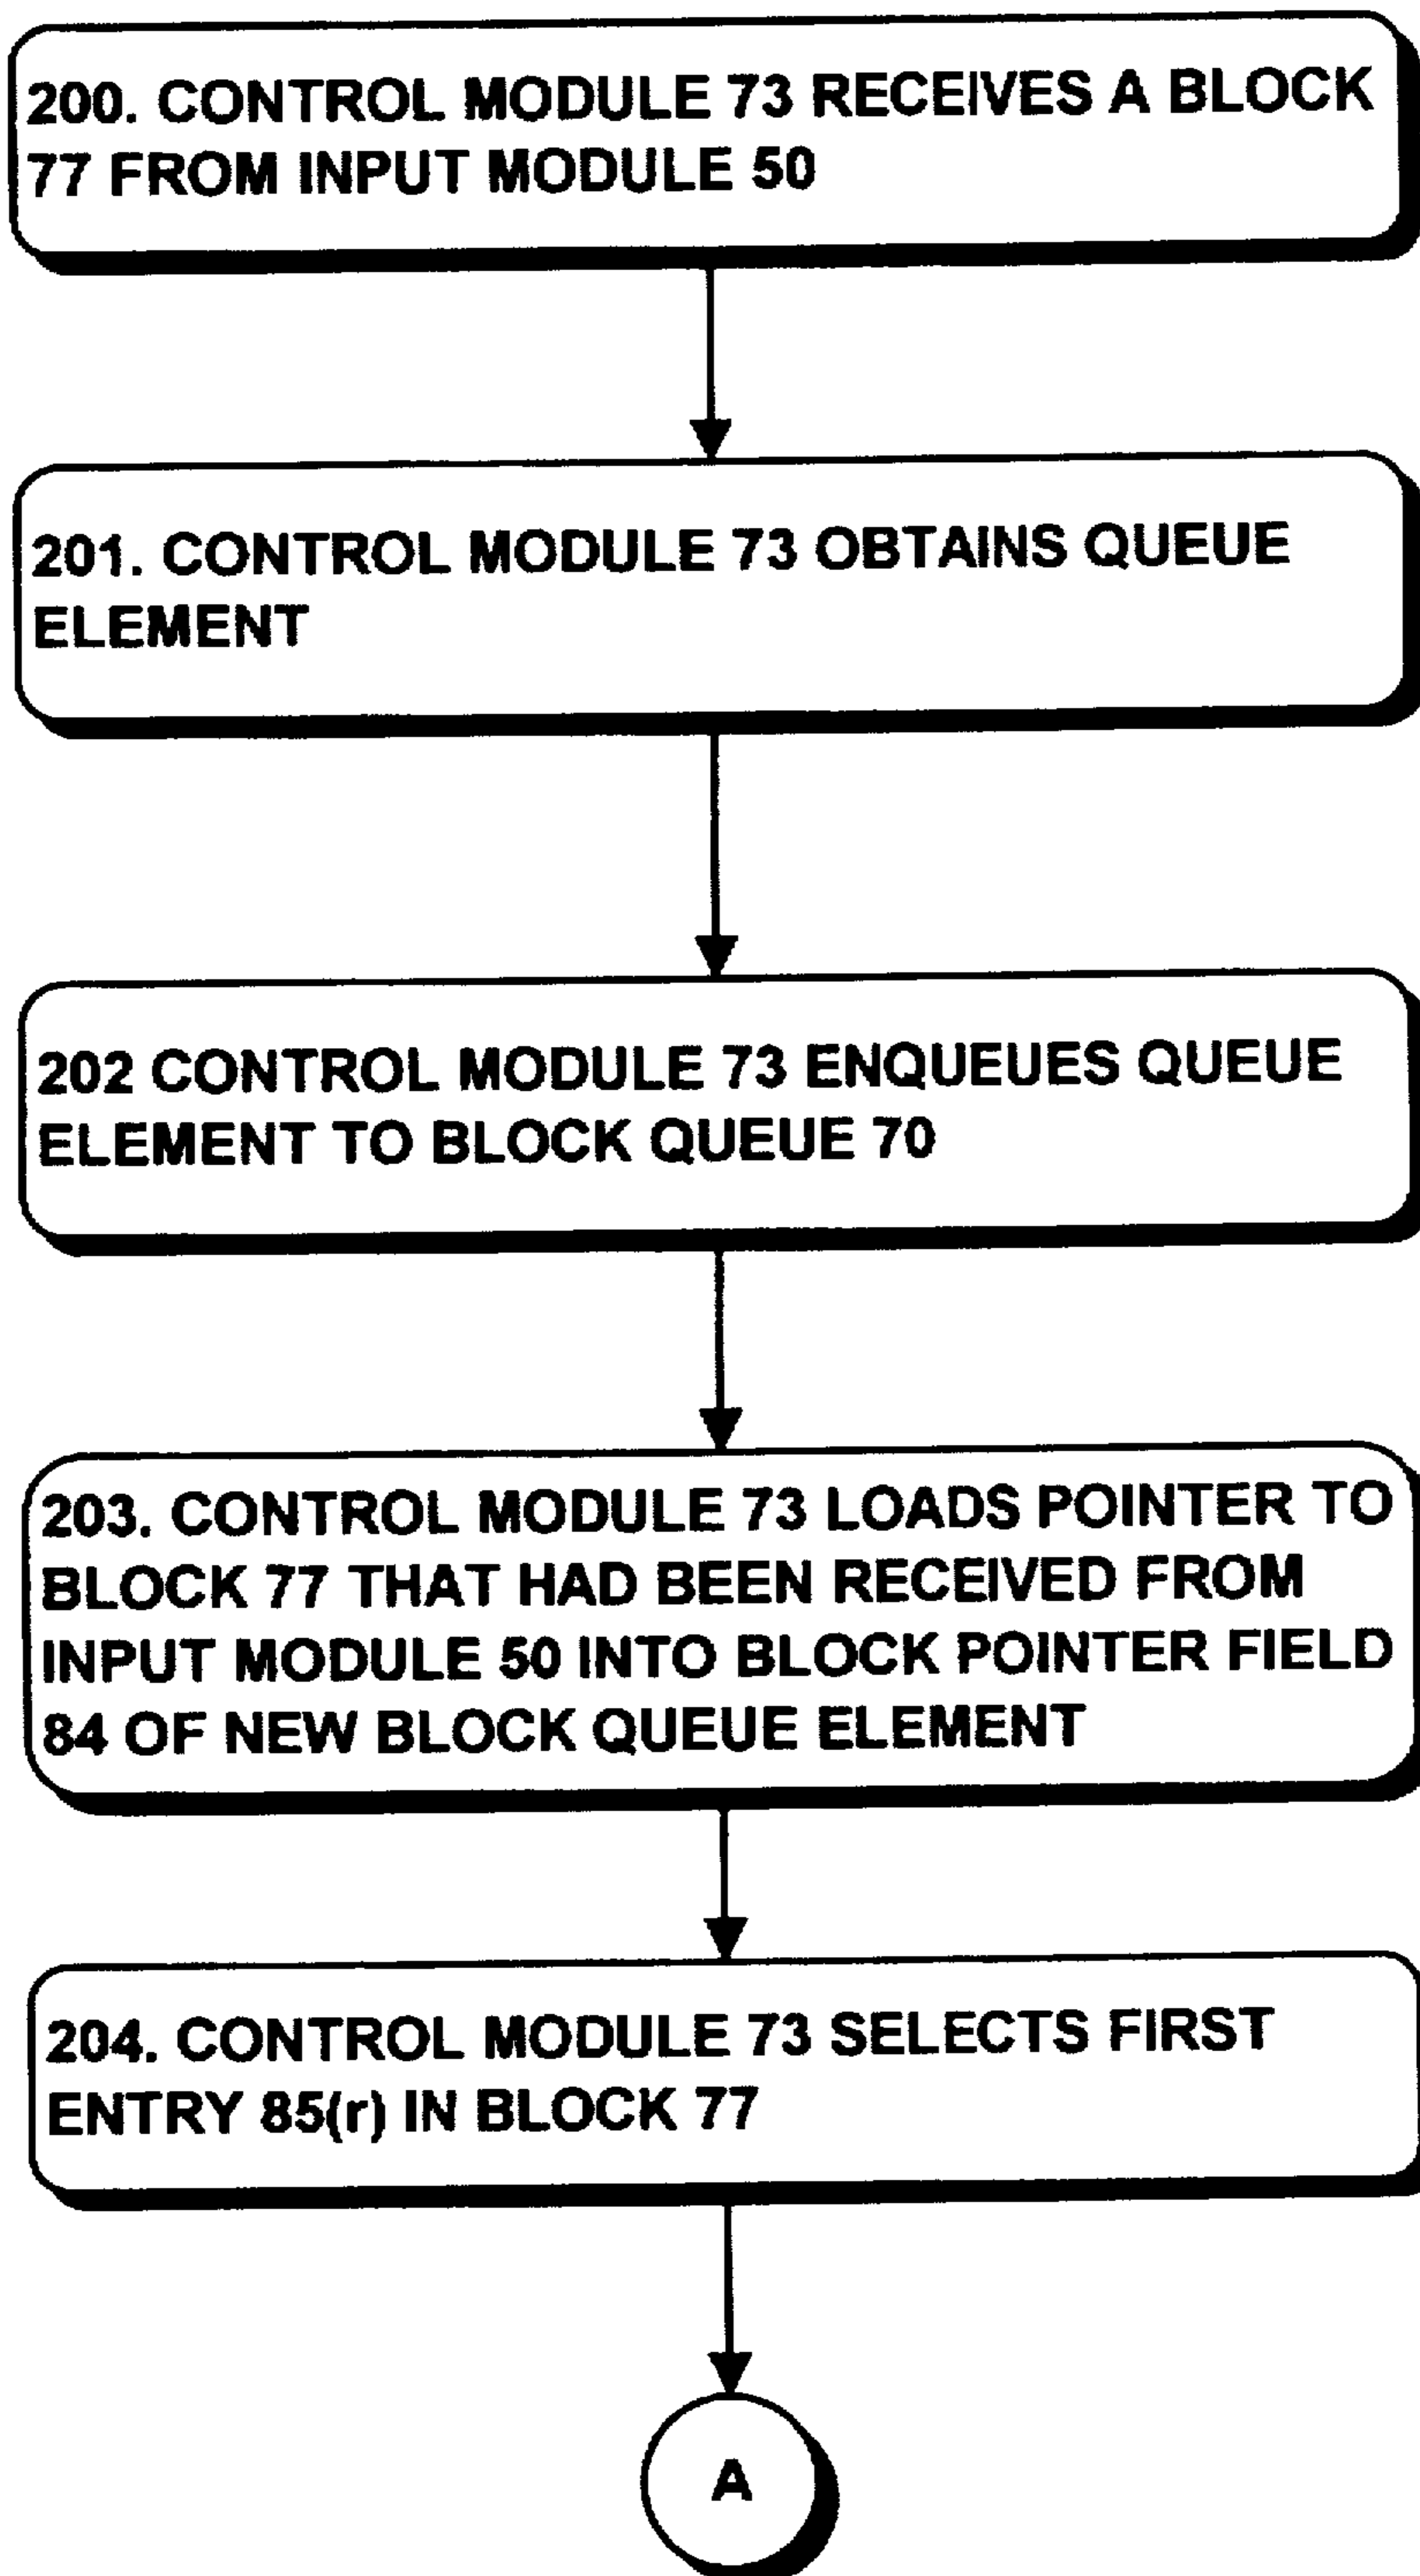 200. CONTROL MODULE 73 RECEIVES A BLOCK
77 FROM INPUT MODULE 50
201. CONTROL MODULE 73 OBTAINS QUEUE
ELEMENT
202 CONTROL MODULE 73 ENQUEUES QUEUE
ELEMENT TO BLOCK QUEUE 70
203. CONTROL MODULE 73 LOADS POINTER TO
BLOCK 77 THAT HAD BEEN RECEIVED FROM
INPUT MODULE 50 INTO BLOCK POINTER FIELD
84 OF NEW BLOCK QUEUE ELEMENT
204. CONTROL MODULE 73 SELECTS FIRST
ENTRY 85(r) IN BLOCK 77
A